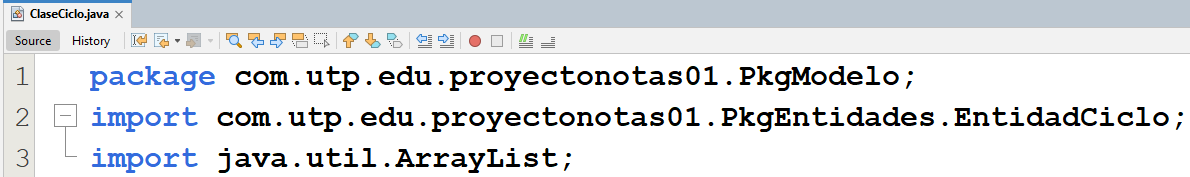 ClaseCiclo.java
Source History
1 package com.utp.edu.proyectonotas01.PkgModelo;
2 import com.utp.edu.proyectonotas01.PkgEntidades.EntidadCiclo;
3 import java.util.ArrayList;